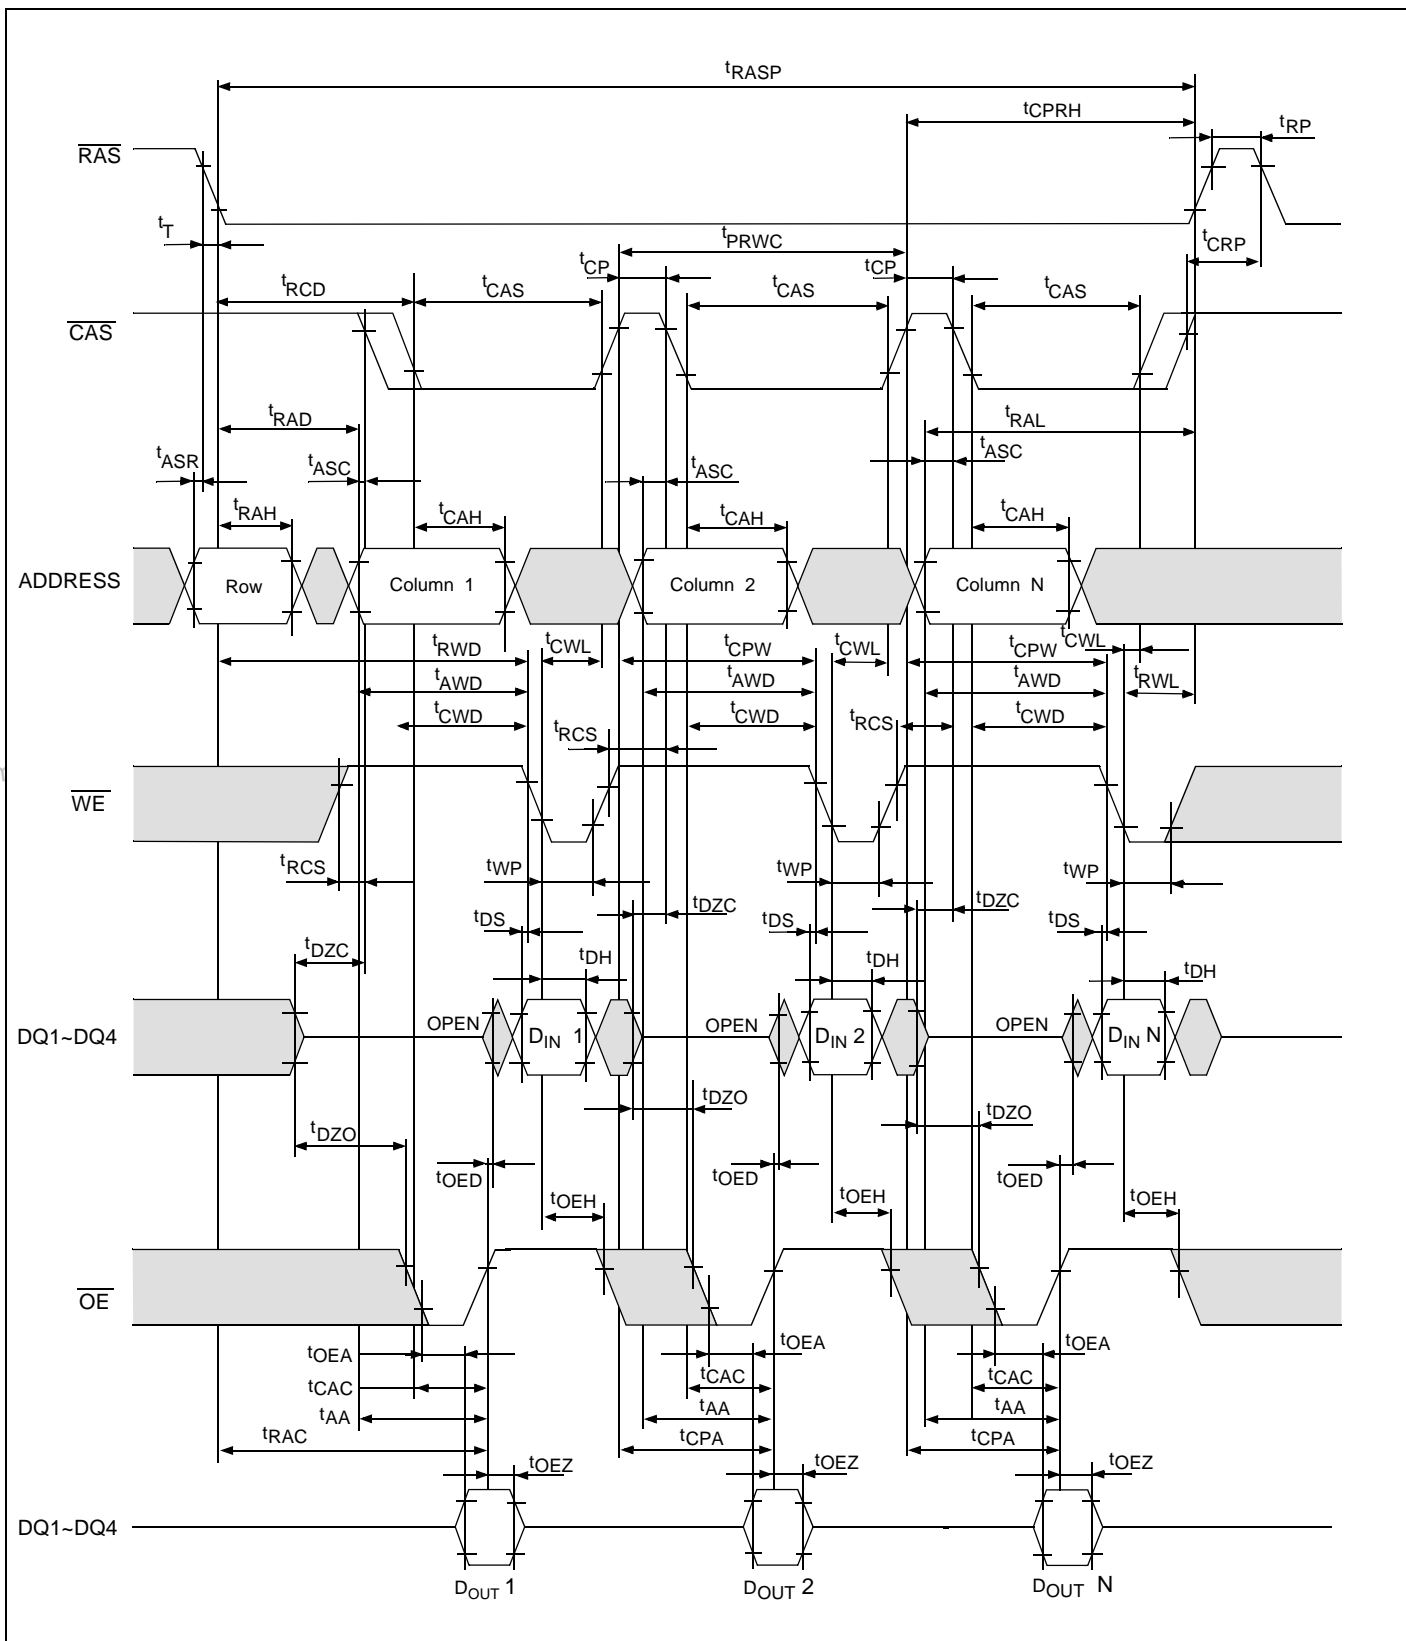 tRASP
tCPRH
tRP
RAS
tT
tPRWC
tCRP
tCP
tCP
tRCD
tCAS
tCAS
tCAS
CAS
tRAD
tRAL
tASR
tASC
tASC
tASC
tRAH
tCAH
tCAH
tCAH
ADDRESS
Row
Column 1
Column 2
Column N
tRWD
tCWL
tCPW
tCWL
tCPW
tCWL
tAWD
tAWD
tAWD
tRWL
tCWD
tRCS
tCWD
tRCS
tCWD
WE
tRCS
tWP
tWP
tWP
tDZC
tDZC
tDS
tDS
tDS
tDZC
tDH
tDH
tDH
DQ1~DQ4
OPEN
DIN 1
OPEN
DIN 2
OPEN
DIN N
tDZO
tDZO
tDZO
tOED
tOED
tOED
tOEH
tOEH
tOEH
OE
tOEA
tOEA
tOEA
tCAC
tCAC
tCAC
tAA
tAA
tAA
tRAC
tCPA
tCPA
tOEZ
tOEZ
tOEZ
DQ1~DQ4
DOUT 1
DOUT 2
DOUT N